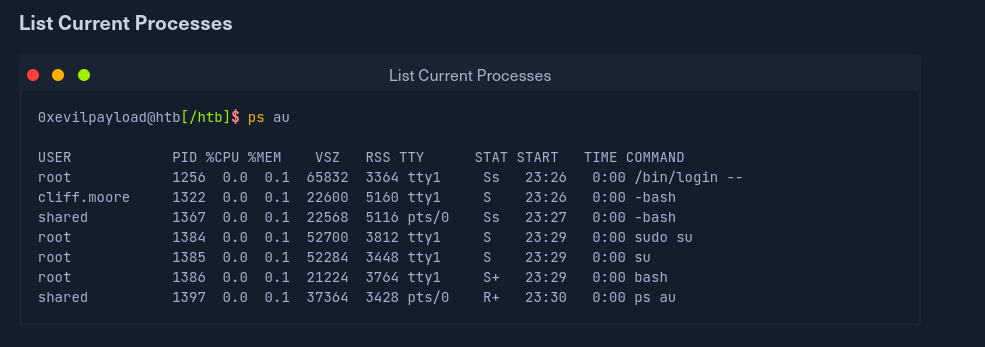 List Current Processes
List Current Processes
0xevilpayload@htb[/htb]$ ps au
USER            PID %CPU %MEM    VSZ   RSS TTY      STAT START   TIME COMMAND
root            1256  0.0  0.1  65832  3364 tty1     Ss   23:26   0:00 /bin/login --
cliff.moore     1322  0.0  0.1  22600  5160 tty1     S    23:26   0:00 -bash
shared          1367  0.0  0.1  22568  5116 pts/0    Ss   23:27   0:00 -bash
root            1384  0.0  0.1  52700  3812 tty1     S    23:29   0:00 sudo su
root            1385  0.0  0.1  52284  3448 tty1     S    23:29   0:00 su
root            1386  0.0  0.1  21224  3764 tty1     S+   23:29   0:00 bash
shared          1397  0.0  0.1  37364  3428 pts/0    R+   23:30   0:00 ps au